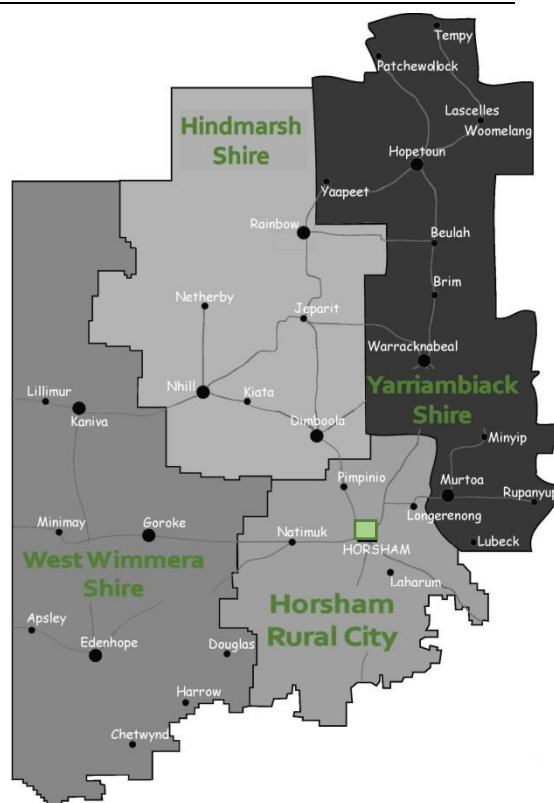 Tempy
Patchewollock
Lascelles
Woomelang
Hindmarsh
Shire
Hopetoun
Yaapeet
Rainbow
Beulah
Netherby
Brim
Jeparit
Warracknabeal
Nhill
Kiata
Yarriambiack
Shire
Lillimur
Kaniva
Dimboola
Minyip
Pimpinio
Murtoa
Rupanyup
Longerenong
Minimay
Goroke
Natimuk
HORSHAM
Lubeck
West Wimmera
Shire
Laharum
Horsham
Rural City
Apsley
Edenhope
Douglas
Harrow
Chetwynd